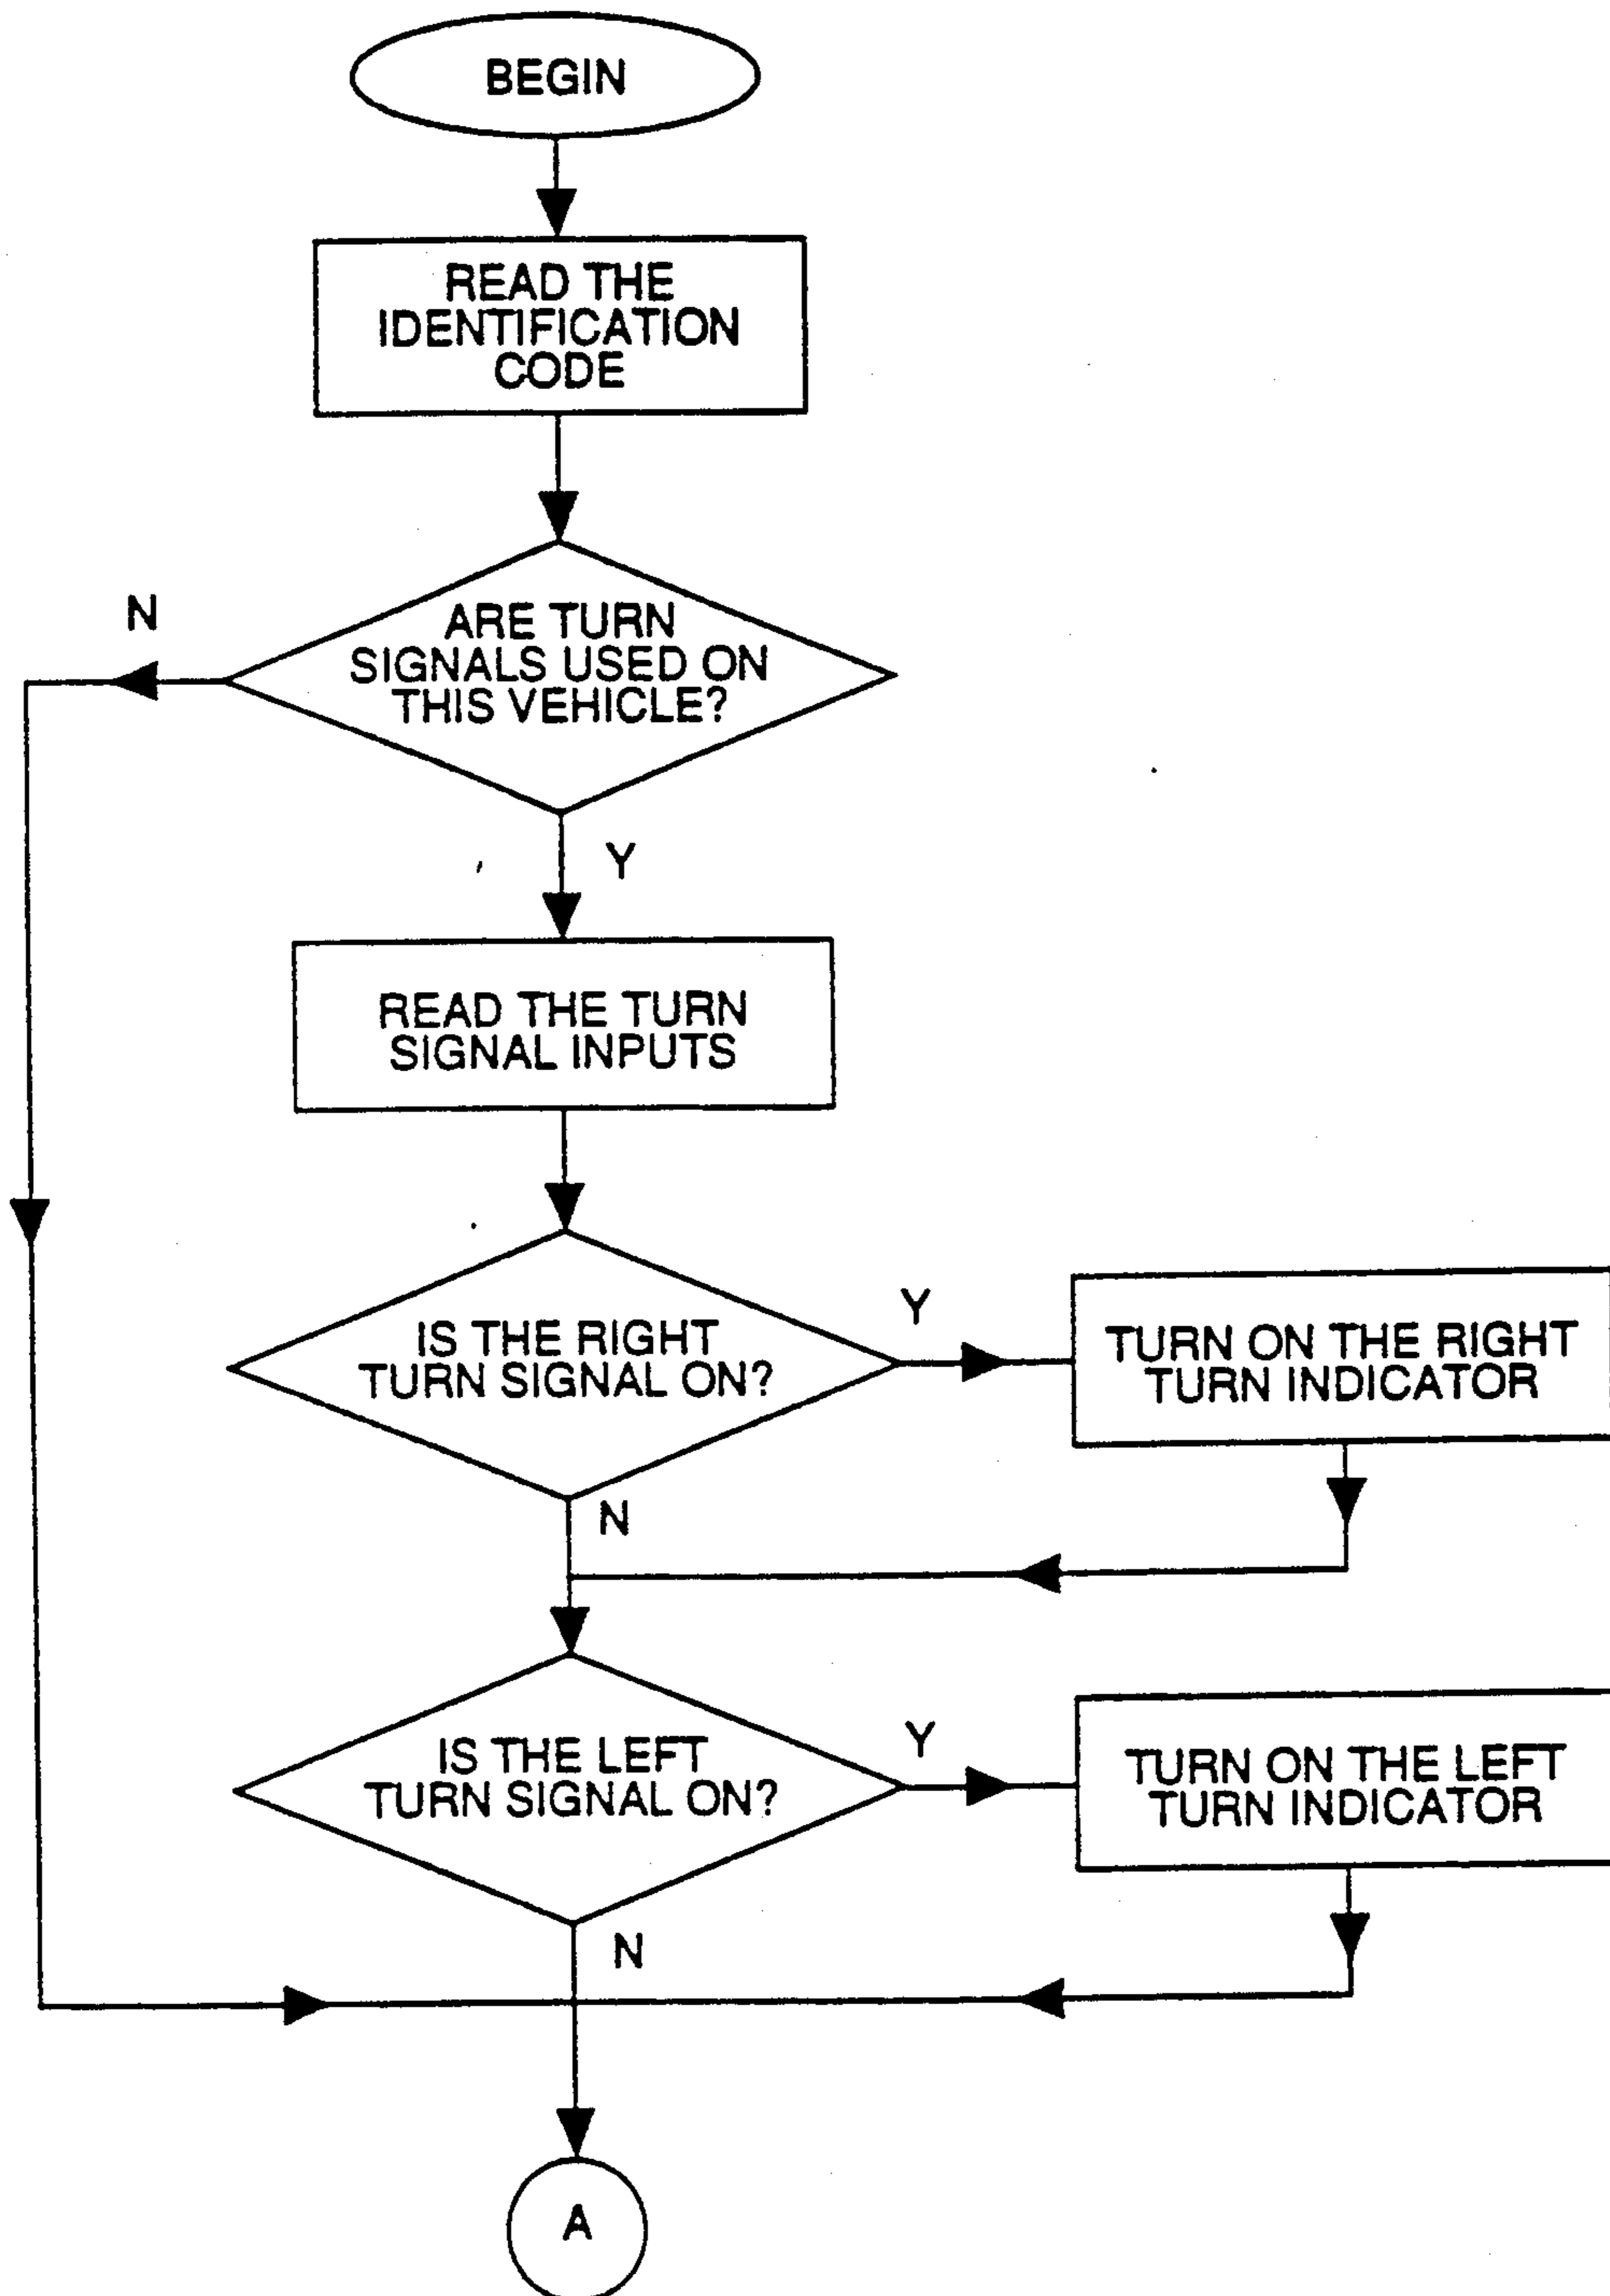 BEGIN
READ THE
IDENTIFICATION
CODE
N
ARE TURN
SIGNALS USED ON
THIS VEHICLE?
Y
READ THE TURN
SIGNAL INPUTS
IS THE RIGHT
TURN SIGNAL ON?
Y
TURN ON THE RIGHT
TURN INDICATOR
N
IS THE LEFT
TURN SIGNAL ON?
Y
TURN ON THE LEFT
TURN INDICATOR
N
A